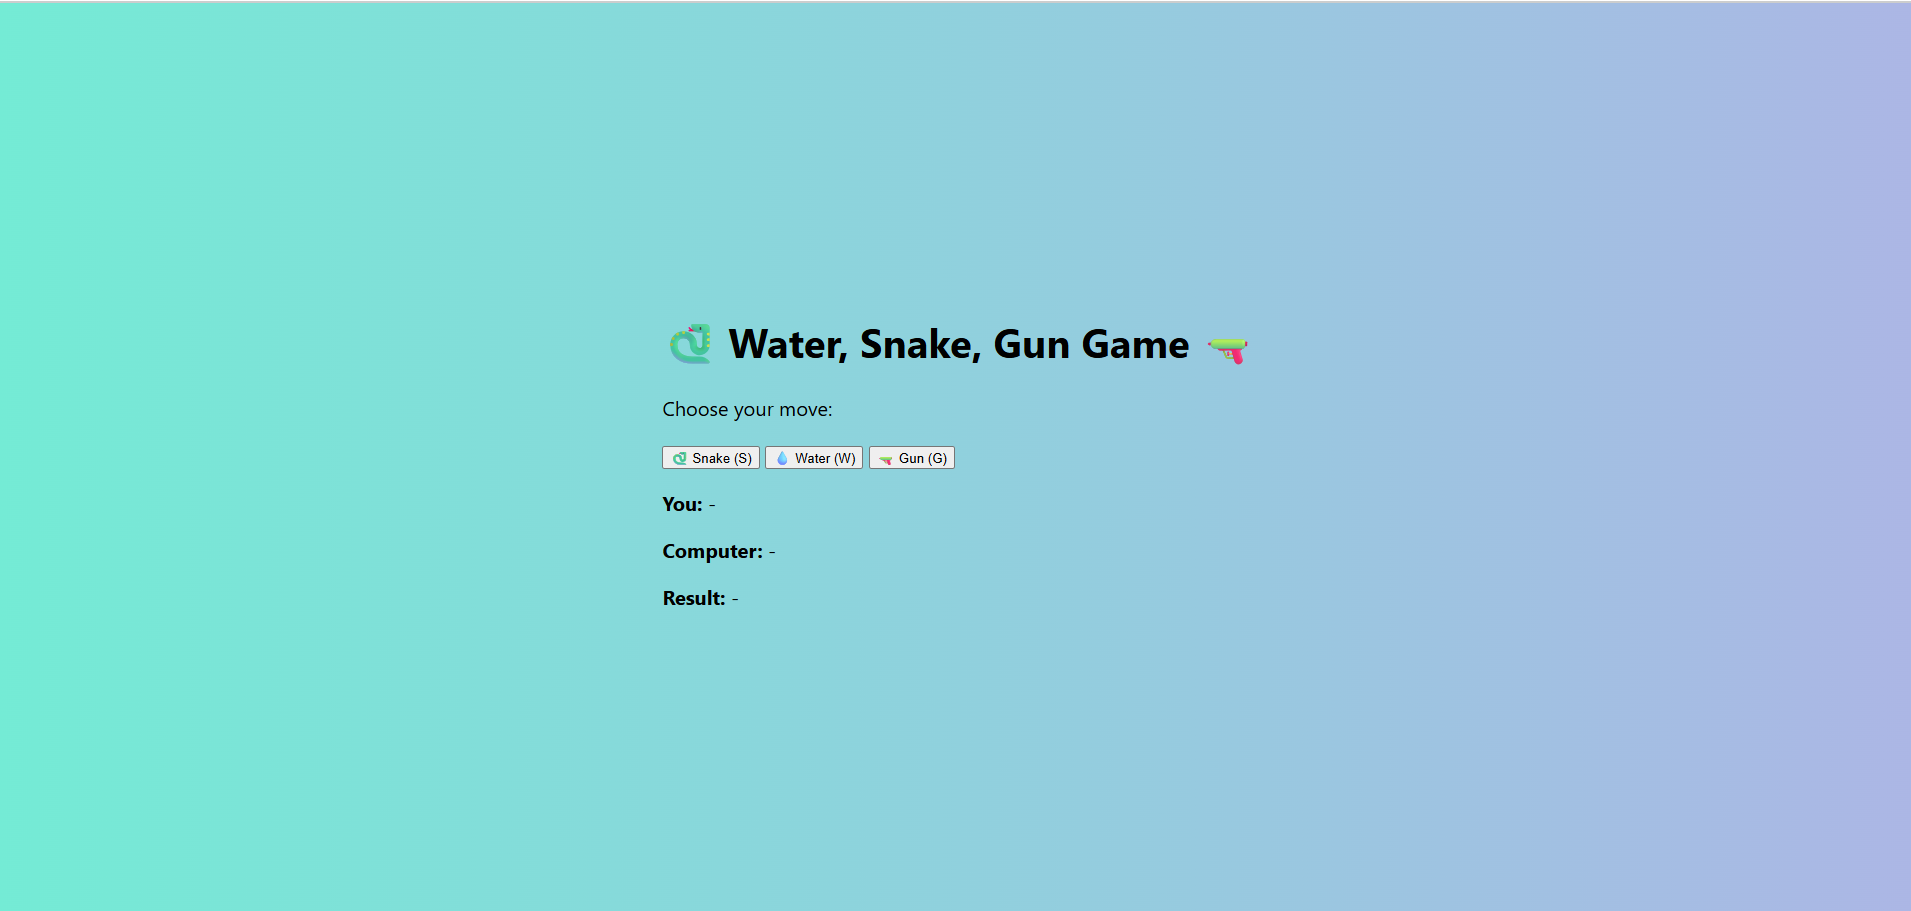 Water, Snake, Gun Game
Choose your move:
Snake (S) Water (W) Gun (G)
You: -
Computer: -
Result: -